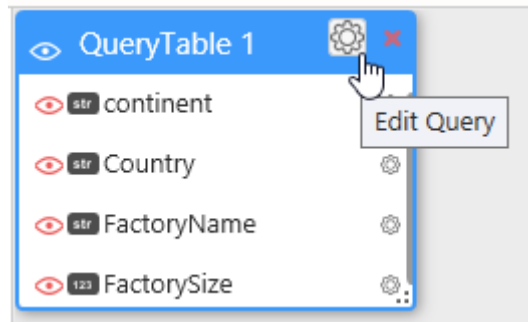 QueryTable 1
str continent
Edit Query
str Country
str FactoryName
123 FactorySize